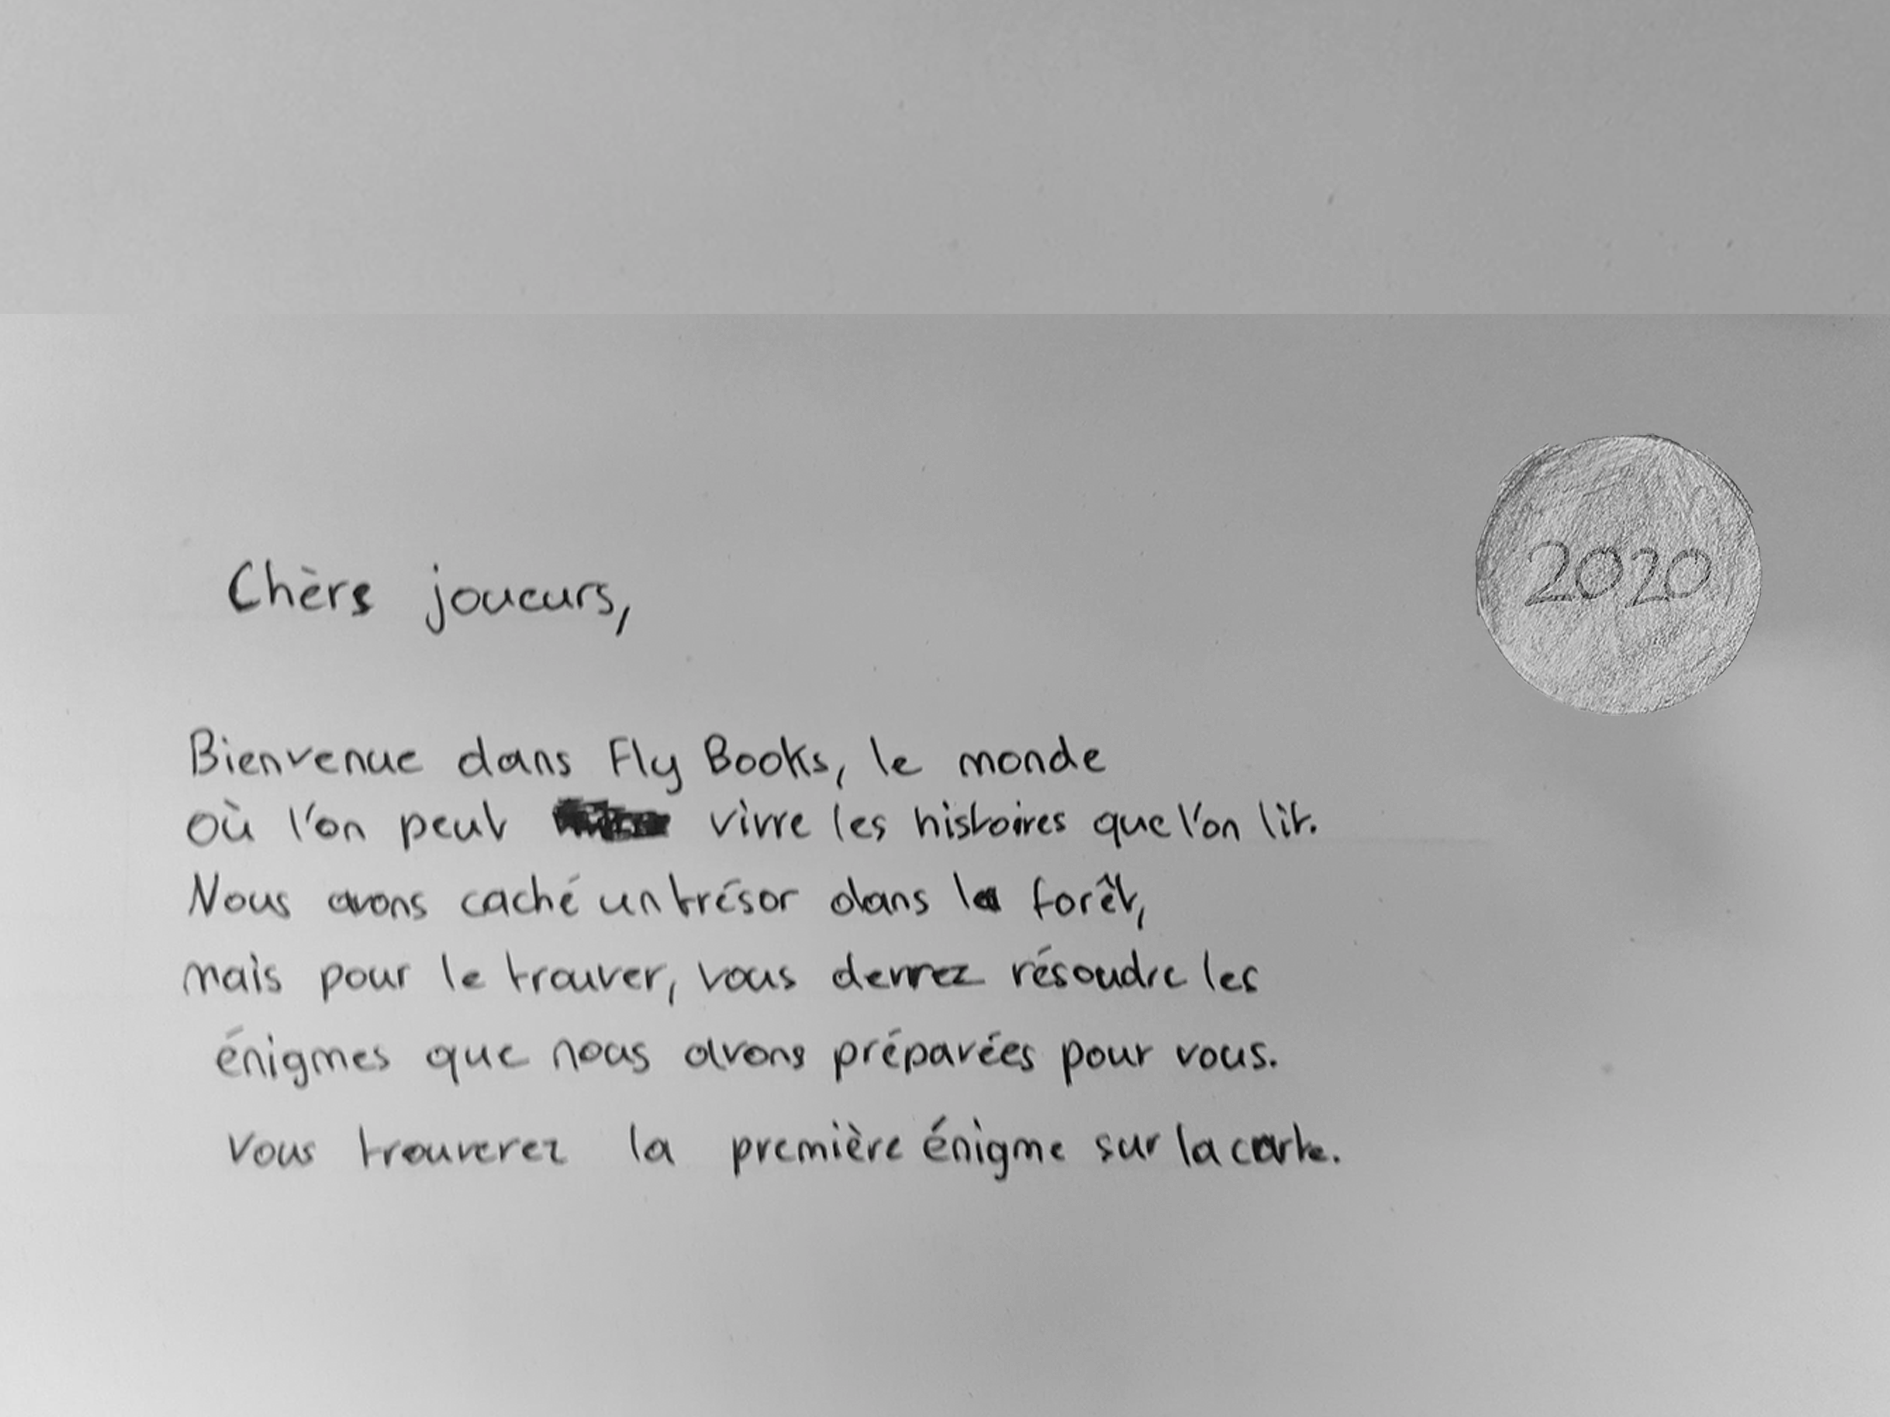 2020
Chèrs joueurs,
Bienvenue dans Fly Books, le monde
où l'on peut vivre les histoires que l'on lit.
Nous avons caché un trésor dans la forêt,
mais pour le trouver, vous devrez résoudre les
énigmes que nous avons préparées pour vous.
Vous trouverez la première énigme sur la carte.